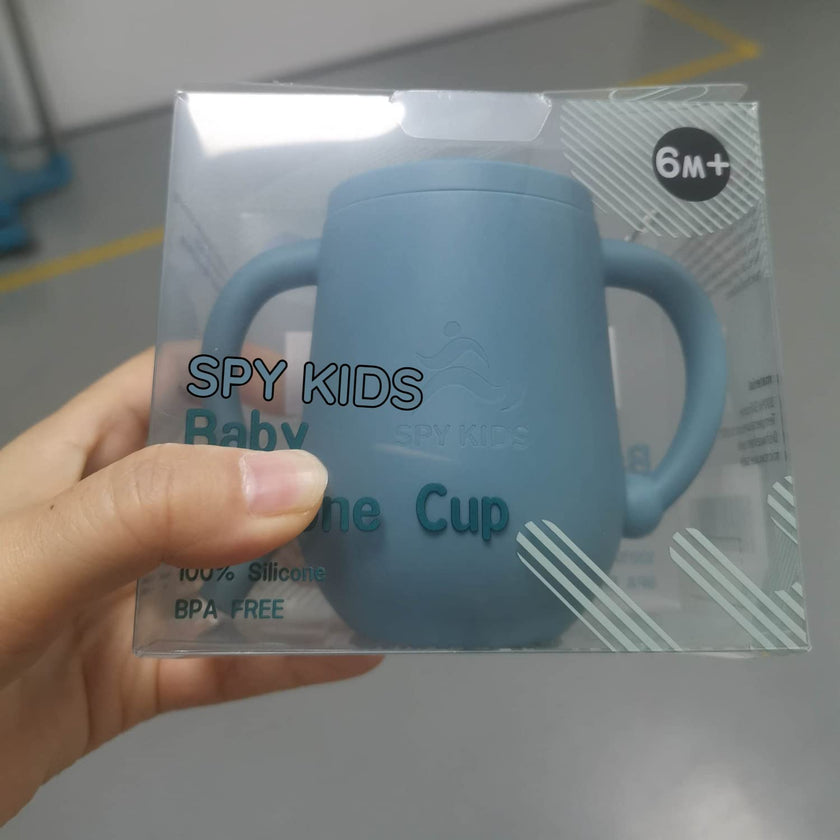 6M+
SPY KIDS
Baby
Cup
100% Silicone
BPA FREE
SPY KIDS